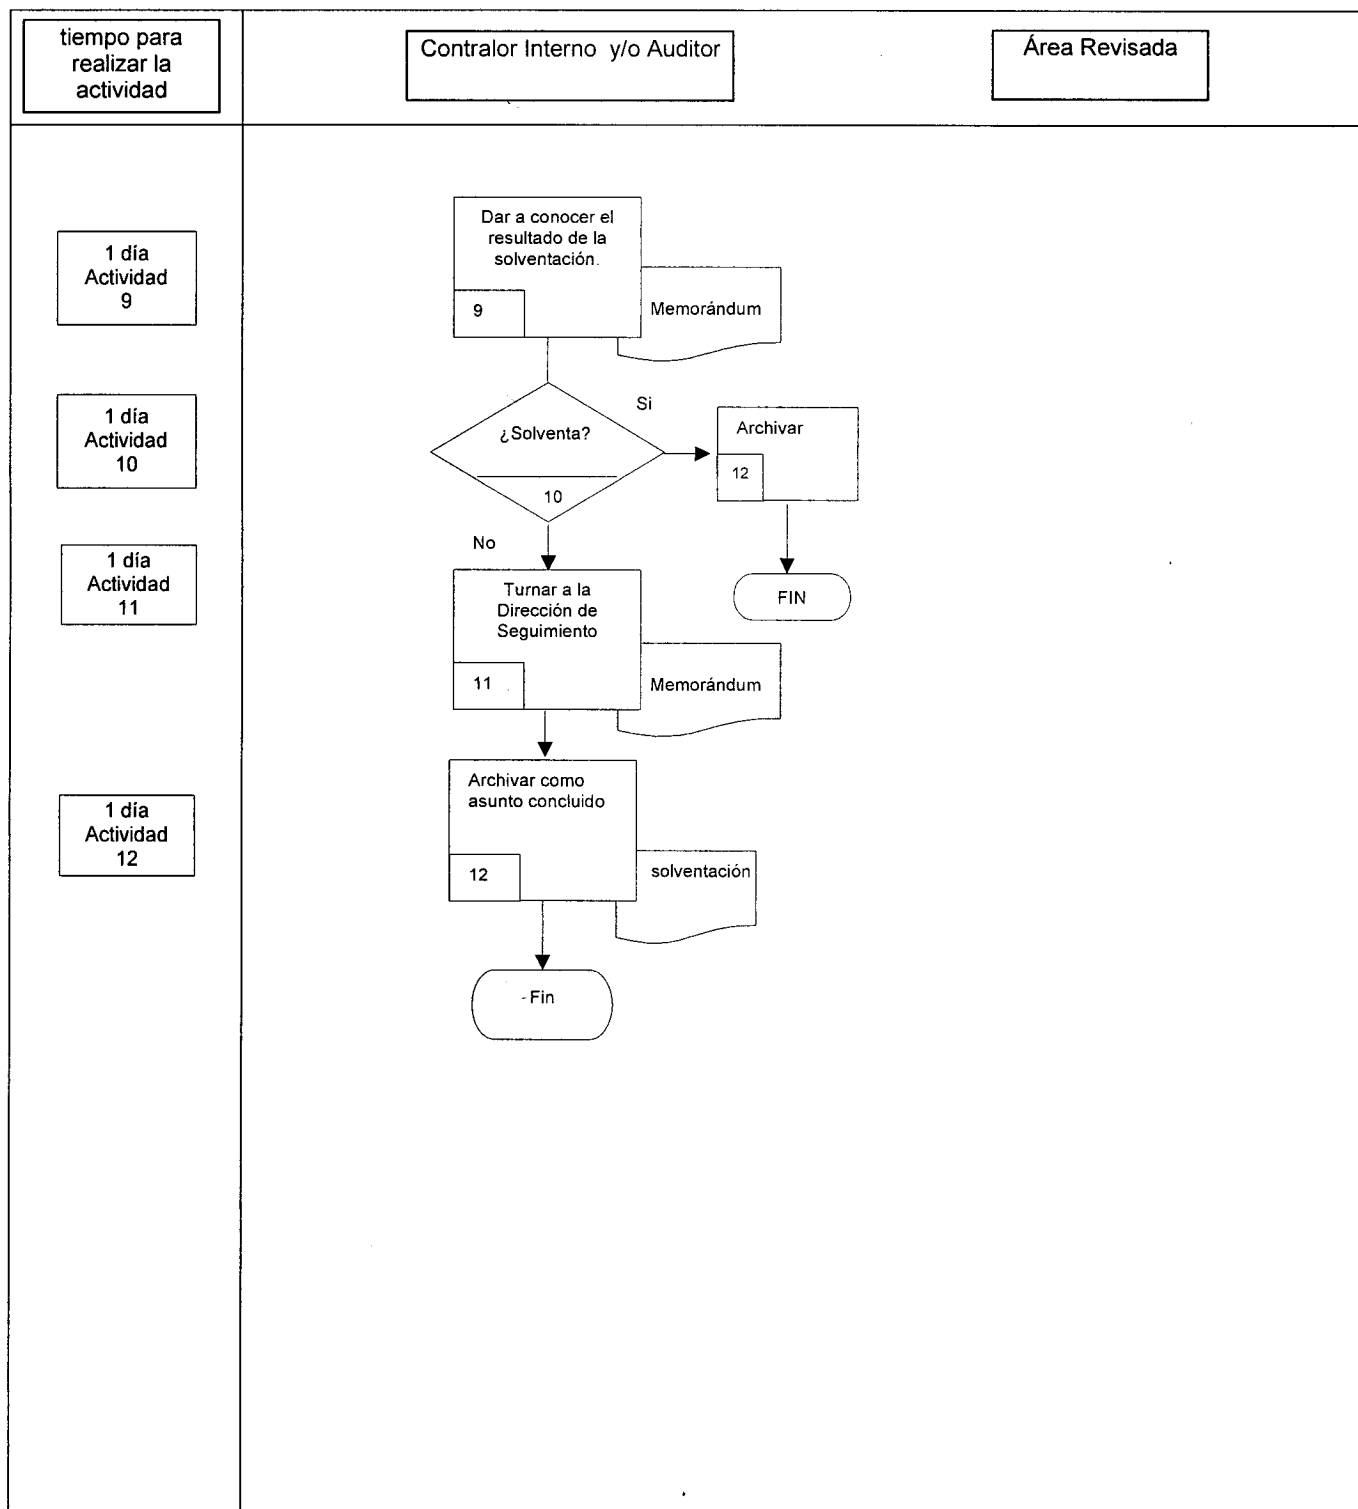 tiempo para
realizar la
actividad
Contralor Interno y/o Auditor
Área Revisada
1 día
Actividad
9
Dar a conocer el
resultado de la
solventación.
9
Memorándum
1 día
Actividad
10
¿Solventa?
10
Si
Archivar
12
FIN
No
1 día
Actividad
11
Turnar a la
Dirección de
Seguimiento
11
Memorándum
1 día
Actividad
12
Archivar como
asunto concluido
12
solventación
Fin